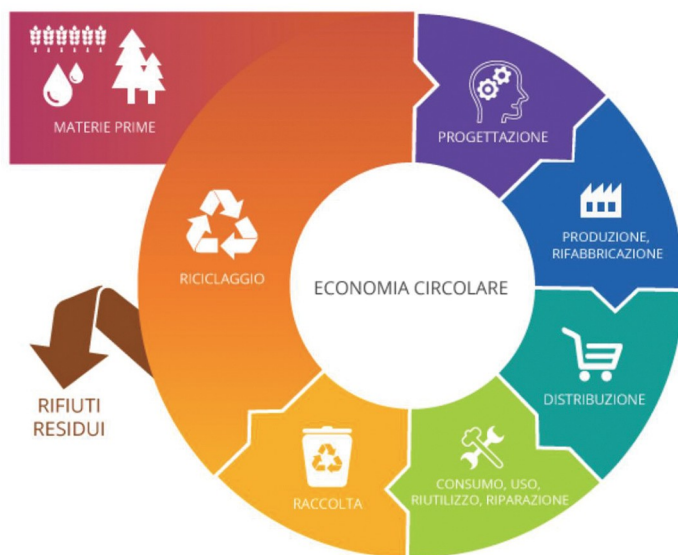 MATERIE PRIME
PROGETTAZIONE
PRODUZIONE,
RIFABBRICAZIONE
DISTRIBUZIONE
CONSUMO, USO,
RIUTILIZZO, RIPARAZIONE
RACCOLTA
RICICLAGGIO
RIFIUTI
RESIDUI
ECONOMIA CIRCOLARE